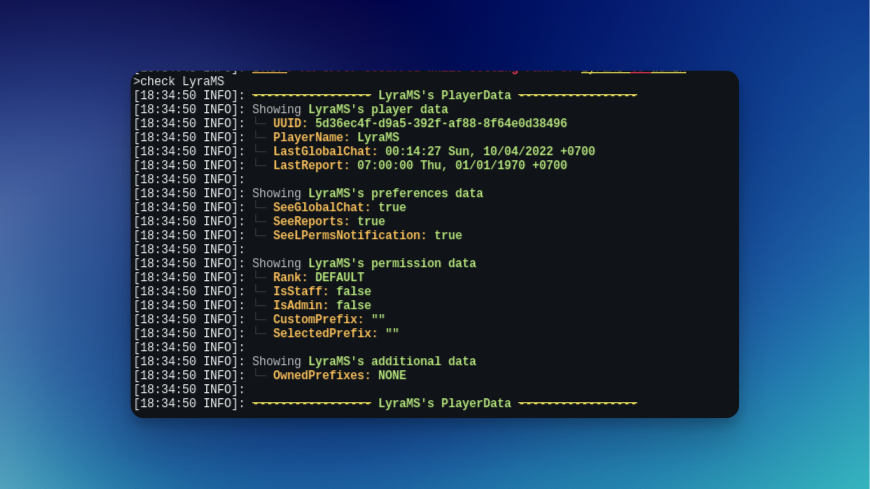 >check LyraMS
[18:34:50 INFO]: ----------------- LyraMS's PlayerData -----------------
[18:34:50 INFO]: Showing LyraMS's player data
[18:34:50 INFO]: └─ UUID: 5d36ec4f-d9a5-392f-af88-8f64e0d38496
[18:34:50 INFO]: └─ PlayerName: LyraMS
[18:34:50 INFO]: └─ LastGlobalChat: 00:14:27 Sun, 10/04/2022 +0700
[18:34:50 INFO]: └─ LastReport: 07:00:00 Thu, 01/01/1970 +0700
[18:34:50 INFO]:
[18:34:50 INFO]: Showing LyraMS's preferences data
[18:34:50 INFO]: └─ SeeGlobalChat: true
[18:34:50 INFO]: └─ SeeReports: true
[18:34:50 INFO]: └─ SeeLPermsNotification: true
[18:34:50 INFO]:
[18:34:50 INFO]: Showing LyraMS's permission data
[18:34:50 INFO]: └─ Rank: DEFAULT
[18:34:50 INFO]: └─ IsStaff: false
[18:34:50 INFO]: └─ IsAdmin: false
[18:34:50 INFO]: └─ CustomPrefix: ""
[18:34:50 INFO]: └─ SelectedPrefix: ""
[18:34:50 INFO]:
[18:34:50 INFO]: Showing LyraMS's additional data
[18:34:50 INFO]: └─ OwnedPrefixes: NONE
[18:34:50 INFO]:
[18:34:50 INFO]: ----------------- LyraMS's PlayerData -----------------